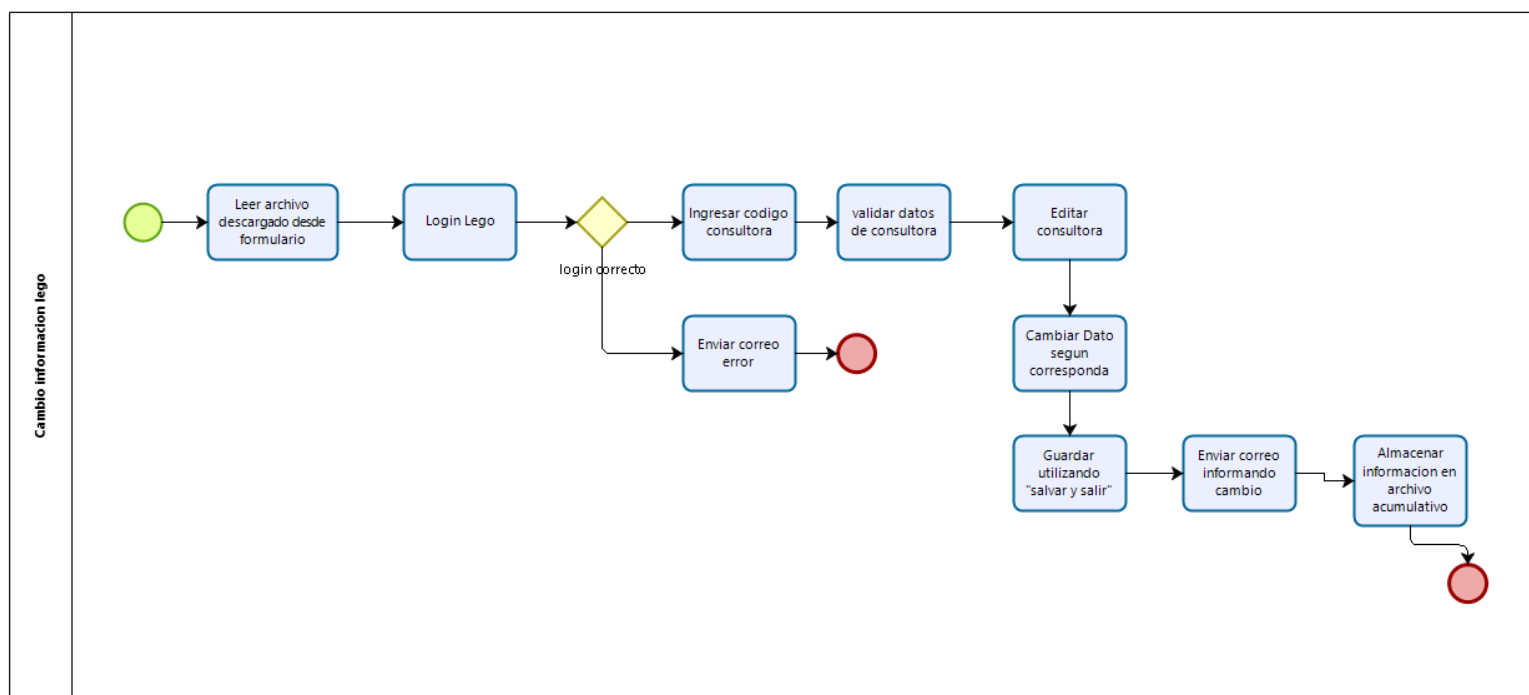 Cambio informacion lego
Leer archivo
descargado desde
formulario
Login Lego
login correcto
Ingresar codigo
consultora
validar datos
de consultora
Editar
consultora
Enviar correo
error
Cambiar Dato
segun
corresponda
Guardar
utilizando
"salvar y salir"
Enviar correo
informando
cambio
Almacenar
informacion en
archivo
acumulativo